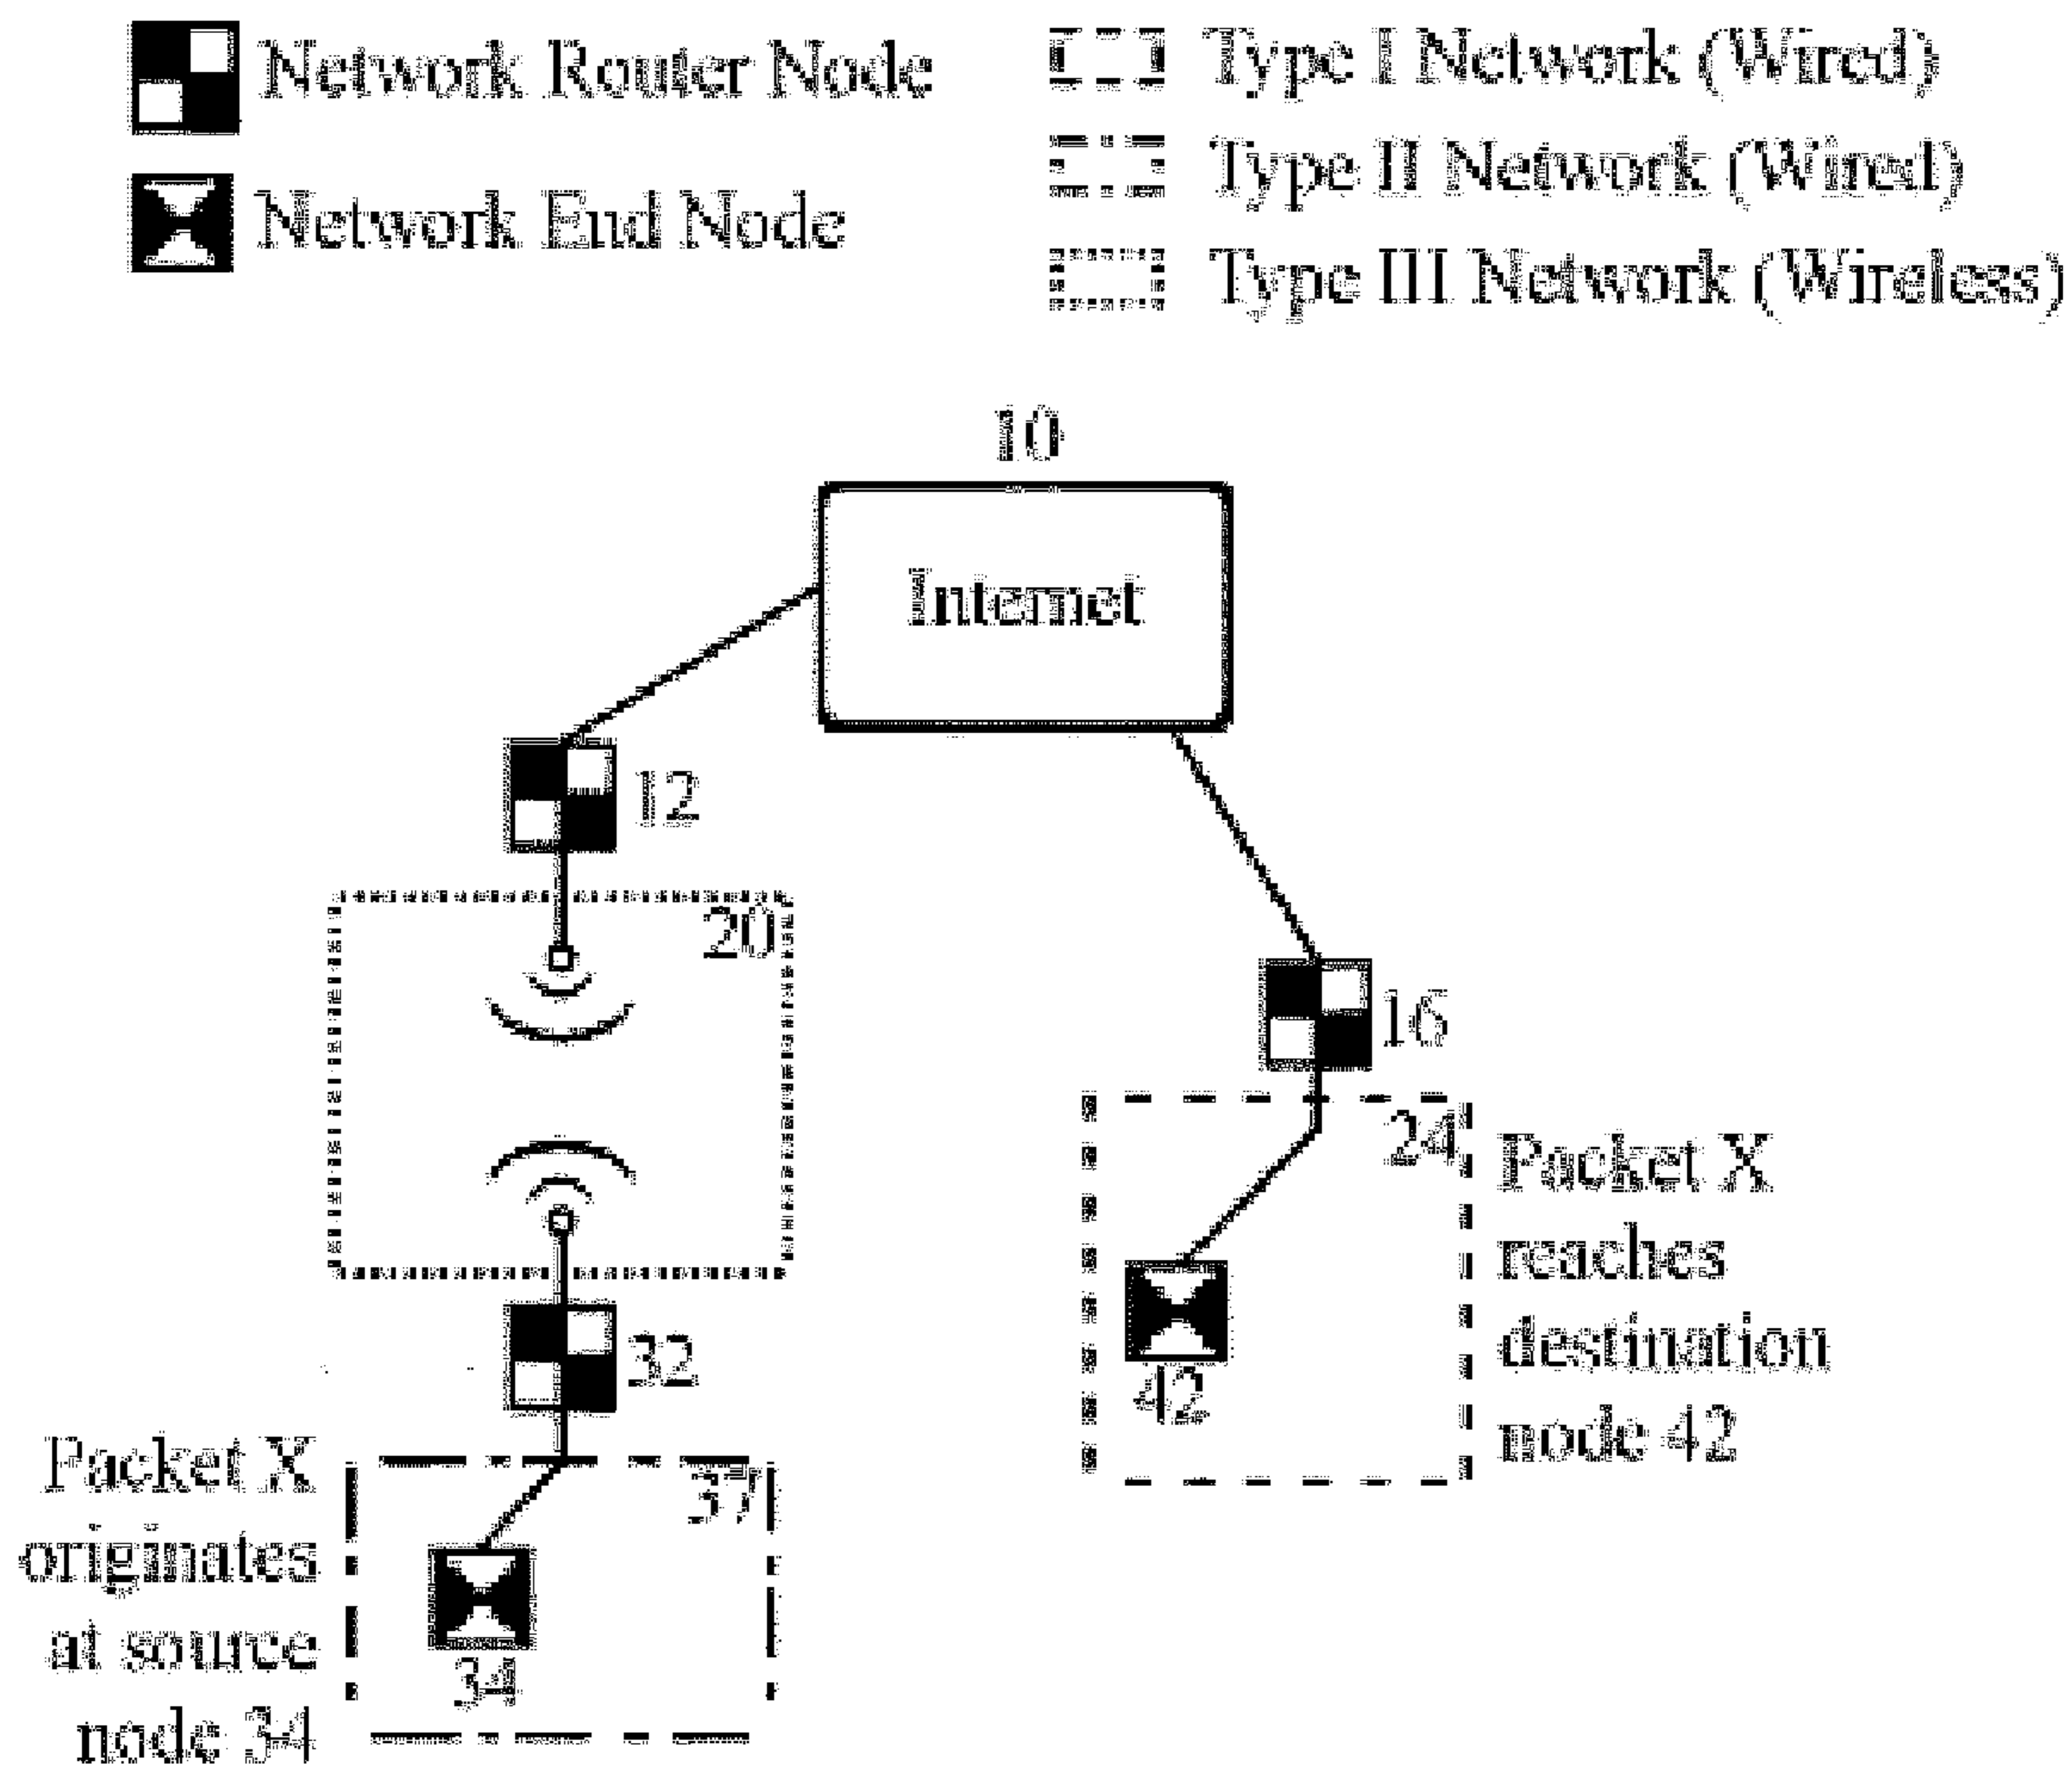 Network Router Node
Network End Node
Type I Network (Wired)
Type II Network (Wired)
Type III Network (Wireless)
10
Internet
12
20
16
24
Packet X
reaches
destination
node 42
42
32
37
Packet X
originates
at source
node 34
34